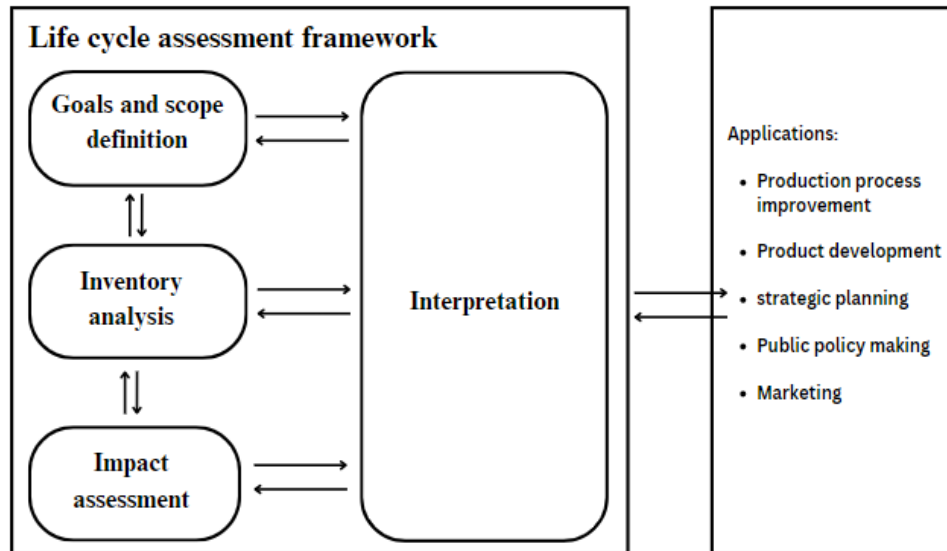 Life cycle assessment framework
Goals and scope
definition
Inventory
analysis
Impact
assessment
Interpretation
Applications:
• Production process
improvement
• Product development
• strategic planning
• Public policy making
• Marketing